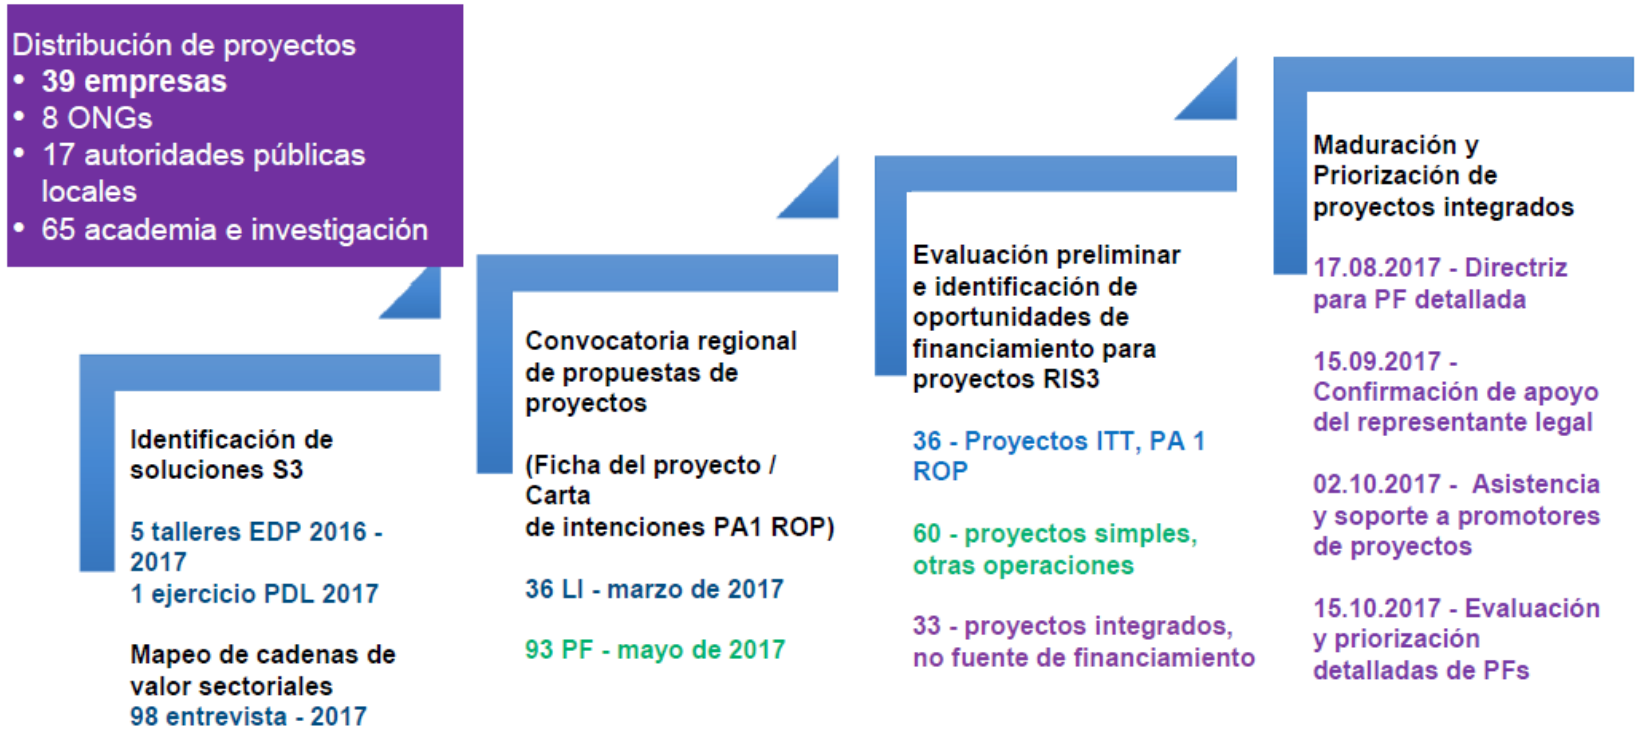 Distribución de proyectos
• 39 empresas
• 8 ONGs
• 17 autoridades públicas
locales
• 65 academia e investigación
Identificación de
soluciones S3
5 talleres EDP 2016 -
2017
1 ejercicio PDL 2017
Mapeo de cadenas de
valor sectoriales
98 entrevista - 2017
Convocatoria regional
de propuestas de
proyectos
(Ficha del proyecto /
Carta
de intenciones PA1 ROP)
36 LI - marzo de 2017
93 PF - mayo de 2017
Evaluación preliminar
e identificación de
oportunidades de
financiamiento para
proyectos RIS3
36 - Proyectos ITT, PA 1
ROP
60 - proyectos simples,
otras operaciones
33 - proyectos integrados,
no fuente de financiamiento
Maduración y
Priorización de
proyectos integrados
17.08.2017 - Directriz
para PF detallada
15.09.2017 -
Confirmación de apoyo
del representante legal
02.10.2017 - Asistencia
y soporte a promotores
de proyectos
15.10.2017 - Evaluación
y priorización
detalladas de PFs